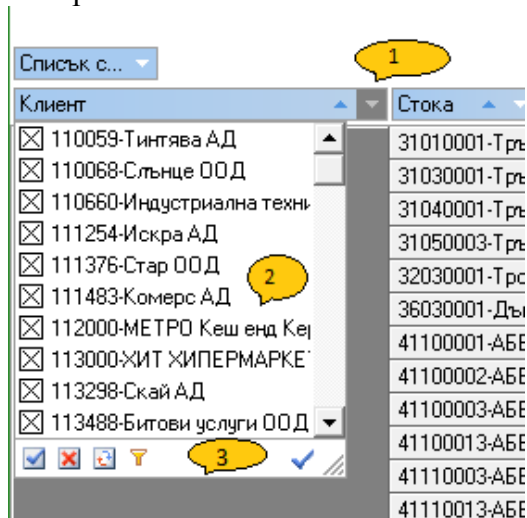 1
Списък с...
Клиент
Стока
110059-Тинтява АД
110068-Слънце ООД
110660-Индустриална техни
111254-Искра АД
111376-Стар ООД
2
111483-Комерс АД
112000-МЕТРО Кеш енд Кер
113000-ХИТ ХИПЕРМАРКЕТ
113298-Скай АД
113488-Битови услуги ООД
3
31010001-Тръ
31030001-Тръ
31040001-Тръ
31050003-Тръ
32030001-Тро
36030001-Дън
41100001-АБЕ
41100002-АБЕ
41100003-АБЕ
41100013-АБЕ
41110003-АБЕ
41110013-АБЕ